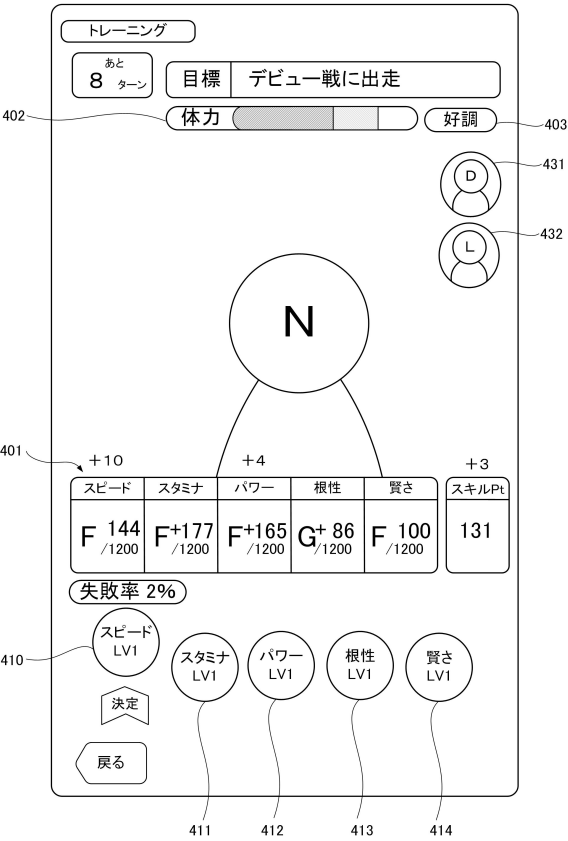 トレーニング
あと
8 ターン
目標 デビュー戦に出走
402
体力
好調
403
D
431
L
432
N
401
+10 +4 +3
スピード スタミナ パワー 根性 賢さ スキルPt
F 144 /1200 F+177 /1200 F+165 /1200 G+ 86 /1200 F 100 /1200 131
失敗率 2%
410
スピード LV1
スタミナ LV1
パワー LV1
根性 LV1
賢さ LV1
決定
戻る
411 412 413 414